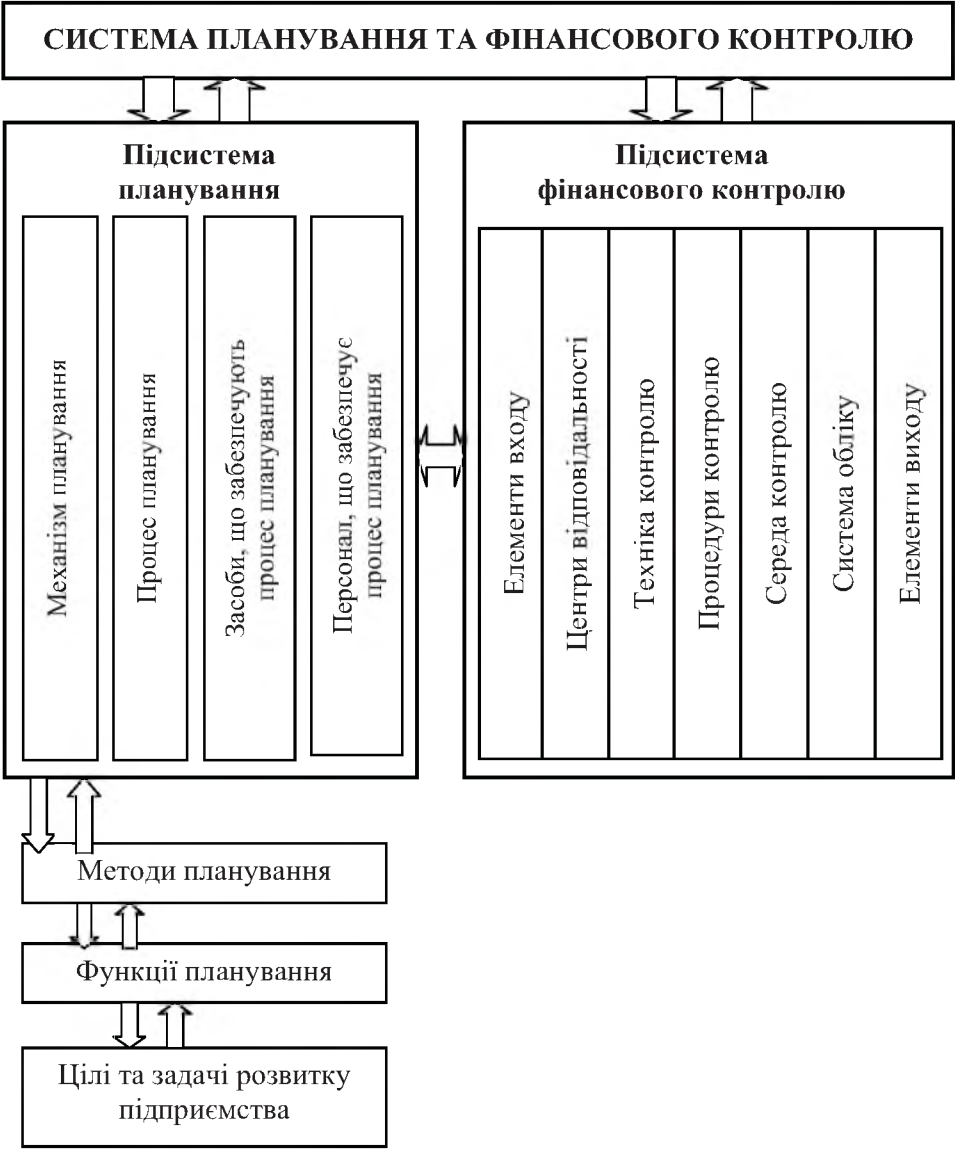 СИСТЕМА ПЛАНУВАННЯ ТА ФІНАНСОВОГО КОНТРОЛЮ
Підсистема
планування
Механізм планування
Процес планування
Засоби, що забезпечують
процес планування
Персонал, що забезпечує
процес планування
Підсистема
фінансового контролю
Елементи входу
Центри відповідальності
Техніка контролю
Процедури контролю
Середа контролю
Система обліку
Елементи виходу
Методи планування
Функції планування
Цілі та задачі розвитку
підприємства